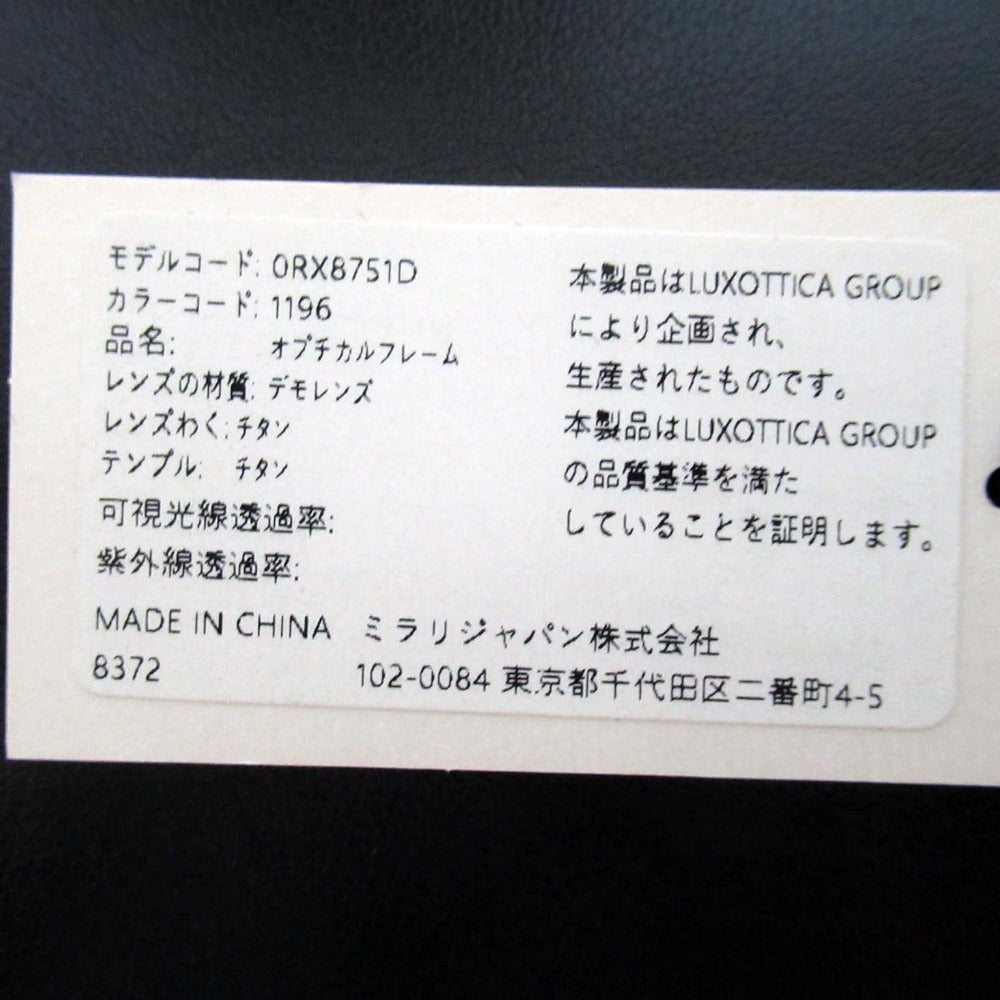 モデルコード: 0RX8751D
カラーコード: 1196
品名: オプチカルフレーム
レンズの材質: デモレンズ
レンズわく: チタン
テンプル: チタン
可視光線透過率:
紫外線透過率:
MADE IN CHINA
8372
本製品はLUXOTTICA GROUP
により企画され、
生産されたものです。
本製品はLUXOTTICA GROUP
の品質基準を満た
していることを証明します。
ミラリジャパン株式会社
102-0084 東京都千代田区二番町4-5